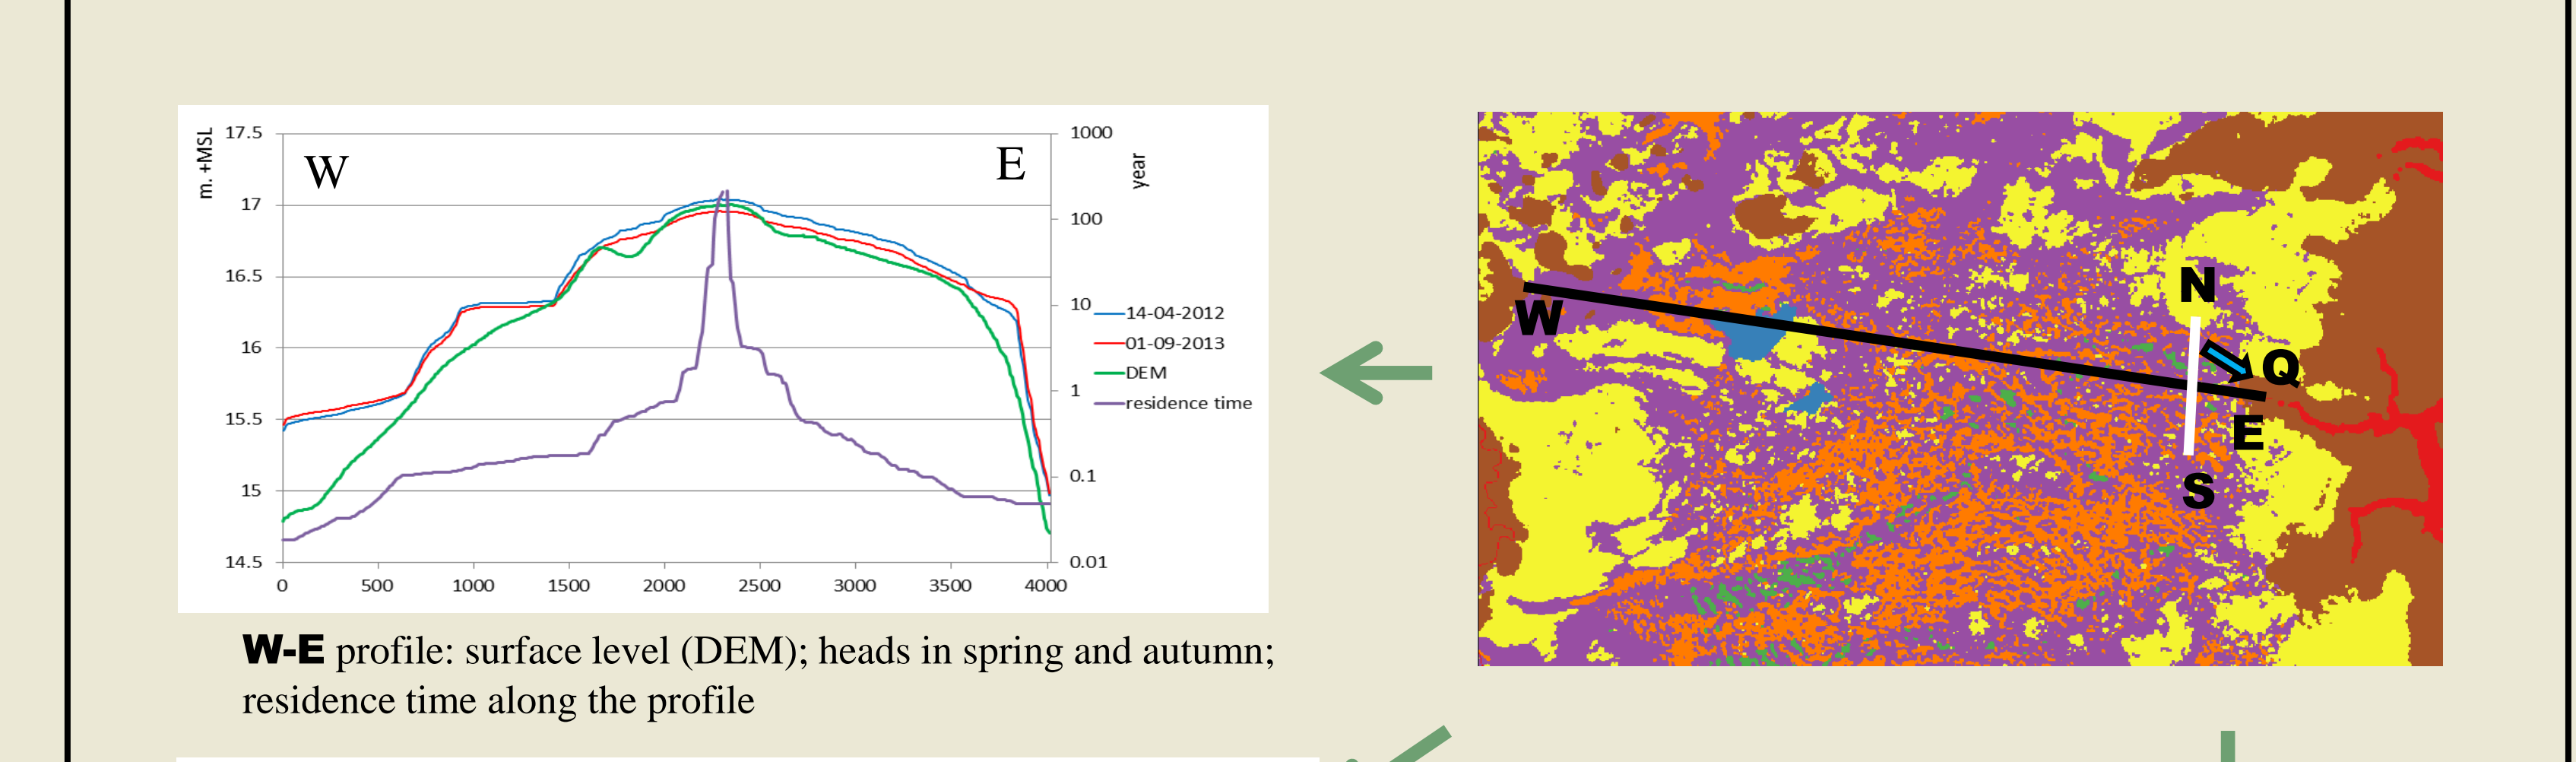 m. +MSL
17.5
17
16.5
16
15.5
15
14.5
W
E
1000
100
10
1
0.1
0.01
year
0 500 1000 1500 2000 2500 3000 3500 4000
14-04-2012
01-09-2013
DEM
residence time
W-E profile: surface level (DEM); heads in spring and autumn;
residence time along the profile
N
W
Q
E
S